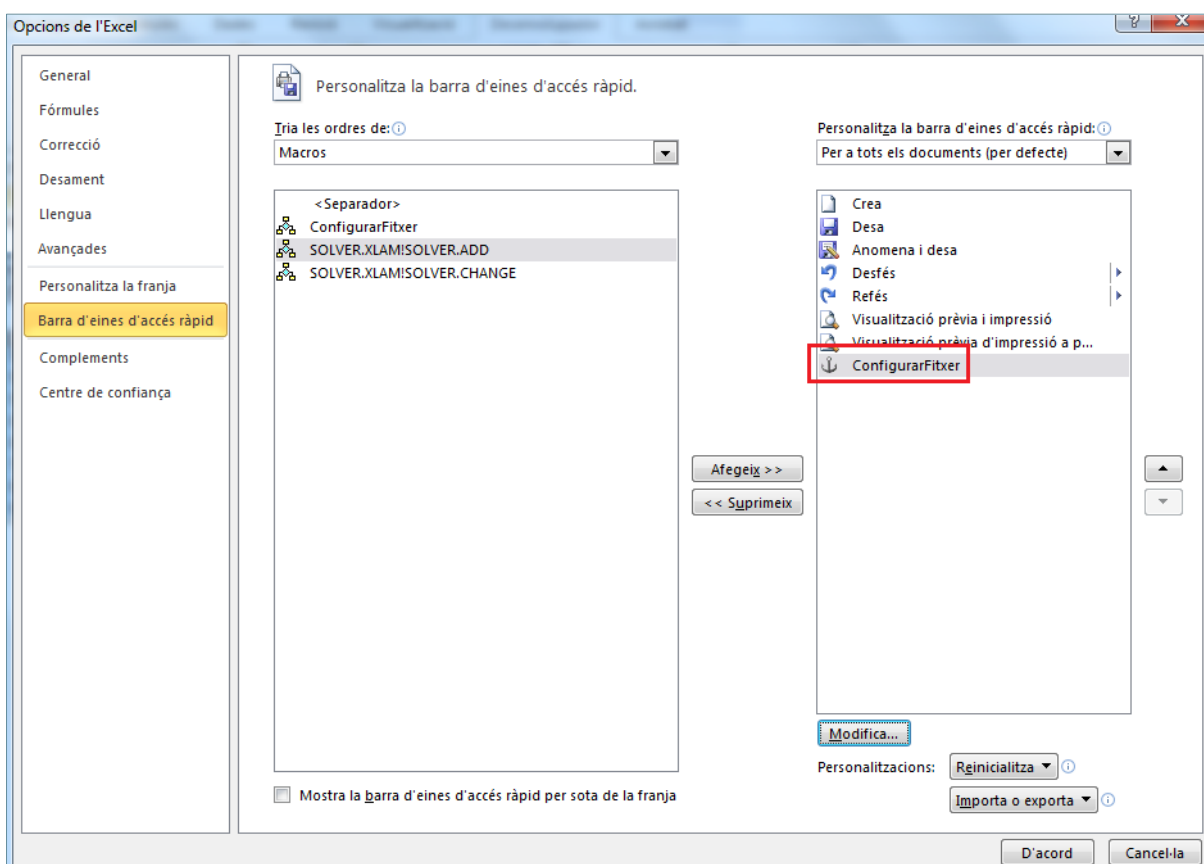 Opcions de l'Excel
General
Fórmules
Correcció
Desament
Llengua
Avançades
Personalitza la franja
Barra d'eines d'accés ràpid
Complements
Centre de confiança
Personalitza la barra d'eines d'accés ràpid.
Tria les ordres de:
Macros
<Separador>
ConfigurarFitxer
SOLVER.XLAM!SOLVER.ADD
SOLVER.XLAM!SOLVER.CHANGE
Mostra la barra d'eines d'accés ràpid per sota de la franja
Afegeix >>
<< Suprimeix
Personalitza la barra d'eines d'accés ràpid:
Per a tots els documents (per defecte)
Crea
Desa
Anomena i desa
Desfés
Refés
Visualització prèvia i impressió
Visualització prèvia d'impressió a p...
ConfigurarFitxer
Modifica...
Personalitzacions:
Reinicialitza
Importa o exporta
D'acord
Cancel·la